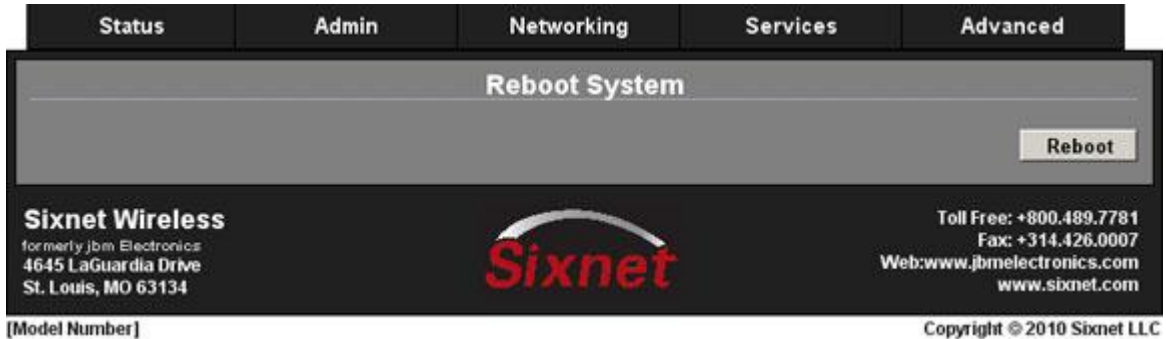 Status Admin Networking Services Advanced
Reboot System
Reboot
Sixnet Wireless
formerly jbm Electronics
4645 LaGuardia Drive
St. Louis, MO 63134
Sixnet
Toll Free: +800.489.7781
Fax: +314.426.0007
Web:www.jbmelectronics.com
www.sixnet.com
[Model Number]
Copyright © 2010 Sixnet LLC